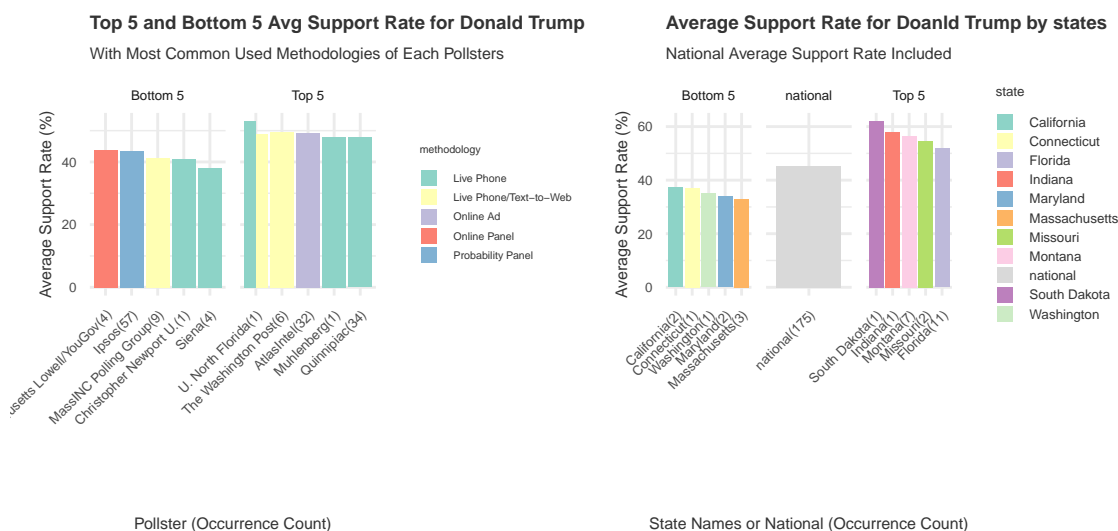 Top 5 and Bottom 5 Avg Support Rate for Donald Trump
With Most Common Used Methodologies of Each Pollsters
Bottom 5
Top 5
Average Support Rate (%)
40
20
0
usetts Lowell/YouGov(4)
Ipsos(57)
MassINC Polling Group(9)
Christopher Newport U.(1)
Siena(4)
U. North Florida(1)
The Washington Post(6)
AtlasIntel(32)
Muhlenberg(1)
Quinnipiac(34)
methodology
Live Phone
Live Phone/Text-to-Web
Online Ad
Online Panel
Probability Panel
Pollster (Occurrence Count)
Average Support Rate for Doanld Trump by states
National Average Support Rate Included
Bottom 5
national
Top 5
Average Support Rate (%)
60
40
20
0
California(2)
Connecticut(1)
Washington(1)
Maryland(2)
Massachusetts(3)
national(175)
South Dakota(1)
Indiana(1)
Montana(7)
Missouri(2)
Florida(11)
state
California
Connecticut
Florida
Indiana
Maryland
Massachusetts
Missouri
Montana
national
South Dakota
Washington
State Names or National (Occurrence Count)